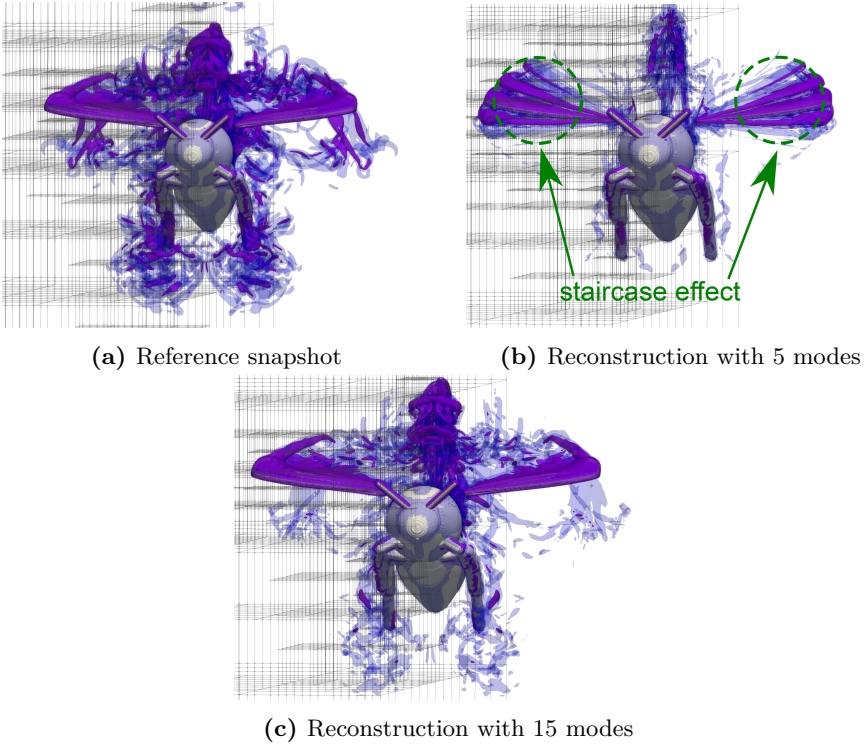 staircase effect
(a) Reference snapshot
(b) Reconstruction with 5 modes
(c) Reconstruction with 15 modes